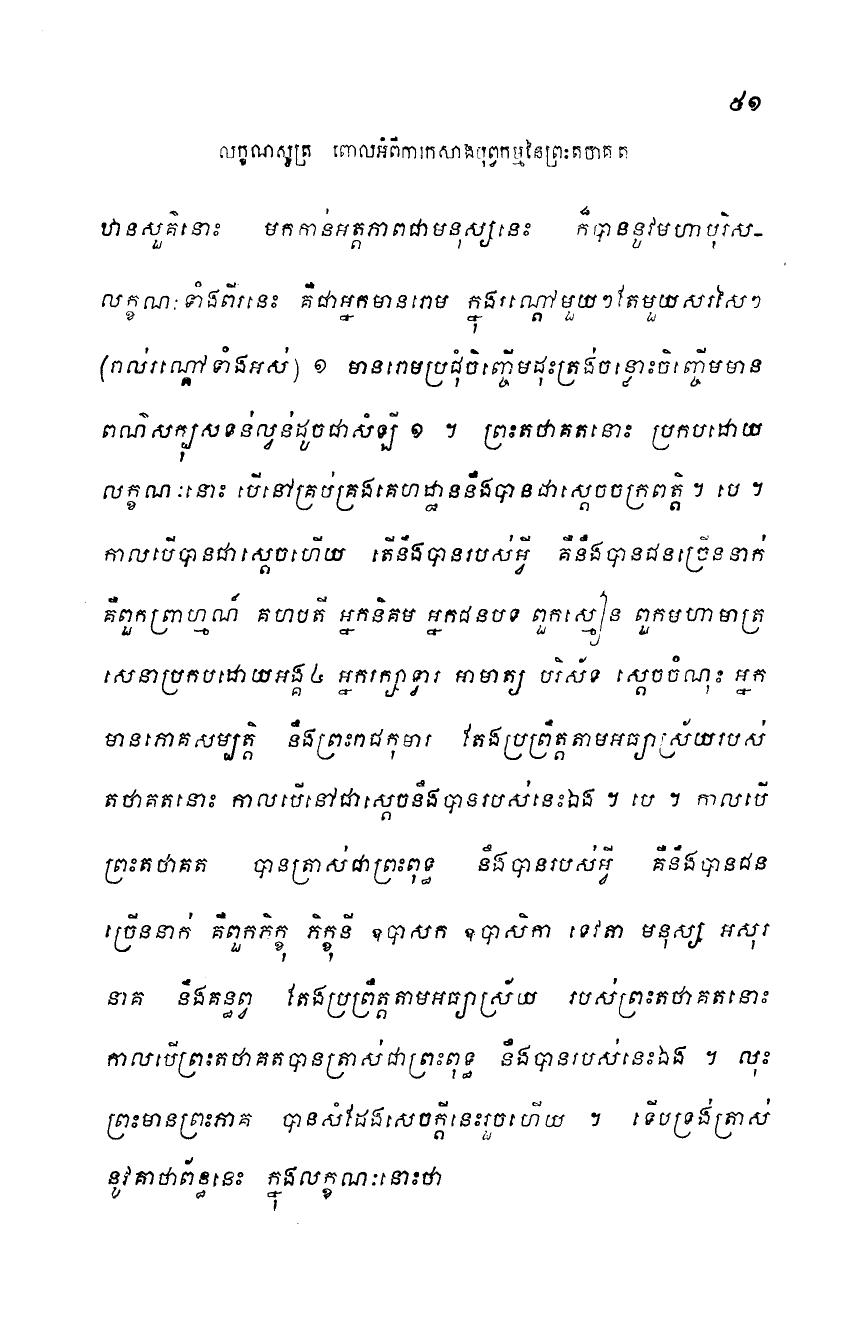 ៥១
លក្ខណសូត្រ ពោលអំពីការកសាងបុព្វកម្មនៃព្រះតថាគត
ឋានសួគ៌នោះ មកកាន់អត្តភាពជាមនុស្សនេះ ក៏បាននូវមហាបុរិស-
លក្ខណៈទាំងពីរនេះ គឺជាអ្នកមានរោម ក្នុងរណ្តៅមួយៗតែមួយសរសៃៗ
(រាល់រណ្តៅទាំងអស់) ១ មានរោមប្រជុំចិញ្ចើមដុះត្រង់ចន្លោះចិញ្ចើមមាន
ពណ៌សក្បុសទន់ល្វន់ដូចជាសំឡី ១ ។ ព្រះតថាគតនោះ ប្រកបដោយ
លក្ខណៈនោះ បើនៅគ្រប់គ្រងគេហដ្ឋាននឹងបានជាស្តេចចក្រពត្តិ ។ បេ ។
កាលបើបានជាស្តេចហើយ តើនឹងបានរបស់អ្វី គឺនឹងបានជនច្រើននាក់
គឺពួកព្រាហ្មណ៍ គហបតី អ្នកនិគម អ្នកជនបទ ពួកស្មៀន ពួកមហាមាត្រ
សេនាប្រកបដោយអង្គ៤ អ្នករក្សាទ្វារ អាមាត្យ បរិស័ទ ស្តេចចំណុះ អ្នក
មានភោគសម្បត្តិ នឹងព្រះរាជកុមារ តែងប្រព្រឹត្តតាមអធ្យាស្រ័យរបស់
តថាគតនោះ កាលបើនៅជាស្តេចនឹងបានរបស់នេះឯង ។ បេ ។ កាលបើ
ព្រះតថាគត បានត្រាស់ជាព្រះពុទ្ធ នឹងបានរបស់អ្វី គឺនឹងបានជន
ច្រើននាក់ គឺពួកភិក្ខុ ភិក្ខុនី ឧបាសក ឧបាសិកា ទេវតា មនុស្ស អសុរ
នាគ នឹងគន្ធព្វ តែងប្រព្រឹត្តតាមអធ្យាស្រ័យ របស់ព្រះតថាគតនោះ
កាលបើព្រះតថាគតបានត្រាស់ជាព្រះពុទ្ធ នឹងបានរបស់នេះឯង ។ លុះ
ព្រះមានព្រះភាគ បានសំដែងសេចក្តីនេះរួចហើយ ។ ទើបទ្រង់ត្រាស់
នូវគាថាព័ន្ធនេះ ក្នុងលក្ខណៈនោះថា